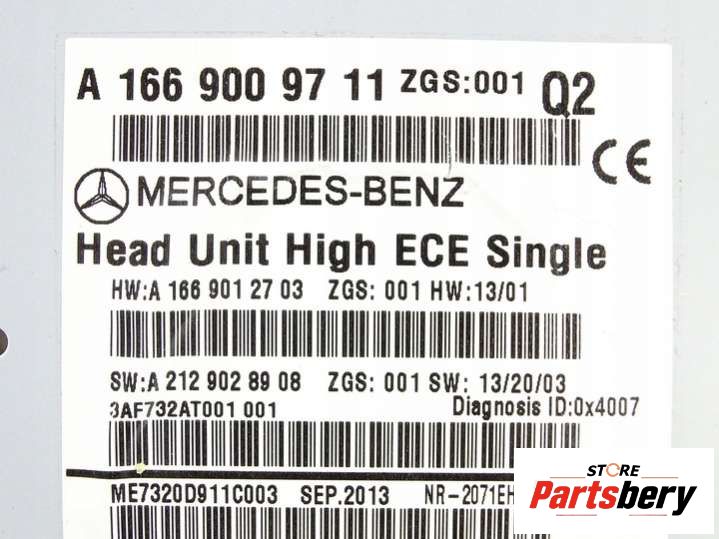 A 166 900 97 11 ZGS:001 Q2
CE
MERCEDES-BENZ
Head Unit High ECE Single
HW:A 166 901 27 03 ZGS: 001 HW:13/01
SW:A 212 902 89 08 ZGS: 001 SW: 13/20/03
3AF732AT001 001 Diagnosis ID:0x4007
ME7320D911C003 SEP.2013 NR-2071EH
STORE
Partsbery